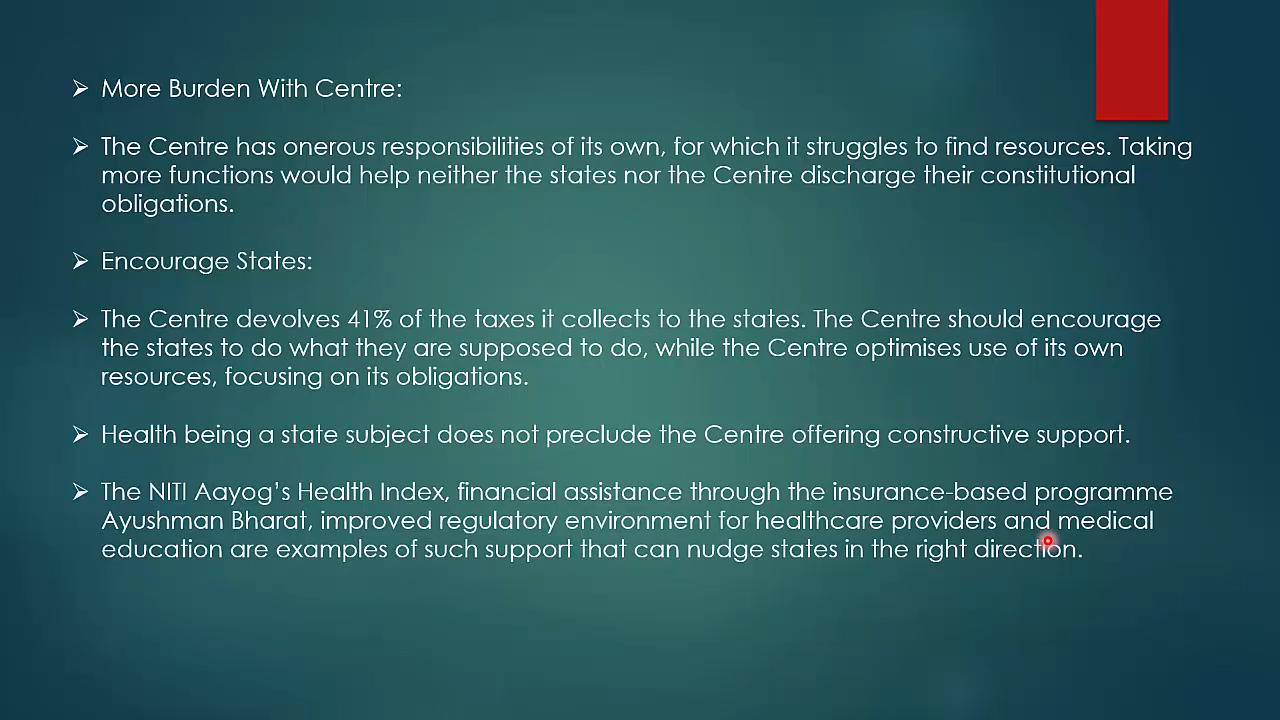 ➢ More Burden With Centre:
➢ The Centre has onerous responsibilities of its own, for which it struggles to find resources. Taking
more functions would help neither the states nor the Centre discharge their constitutional
obligations.
➢ Encourage States:
➢ The Centre devolves 41% of the taxes it collects to the states. The Centre should encourage
the states to do what they are supposed to do, while the Centre optimises use of its own
resources, focusing on its obligations.
➢ Health being a state subject does not preclude the Centre offering constructive support.
➢ The NITI Aayog’s Health Index, financial assistance through the insurance-based programme
Ayushman Bharat, improved regulatory environment for healthcare providers and medical
education are examples of such support that can nudge states in the right direction.